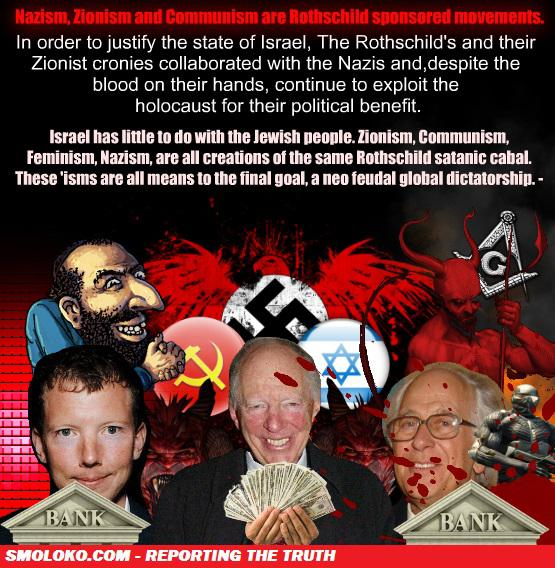 Nazism, Zionism and Communism are Rothschild sponsored movements.
In order to justify the state of Israel, The Rothschild's and their
Zionist cronies collaborated with the Nazis and,despite the
blood on their hands, continue to exploit the
holocaust for their political benefit.
Israel has little to do with the Jewish people. Zionism, Communism,
Feminism, Nazism, are all creations of the same Rothschild satanic cabal.
These 'isms are all means to the final goal, a neo feudal global dictatorship. -
G
BANK
BANK
SMOLOKO.COM - REPORTING THE TRUTH